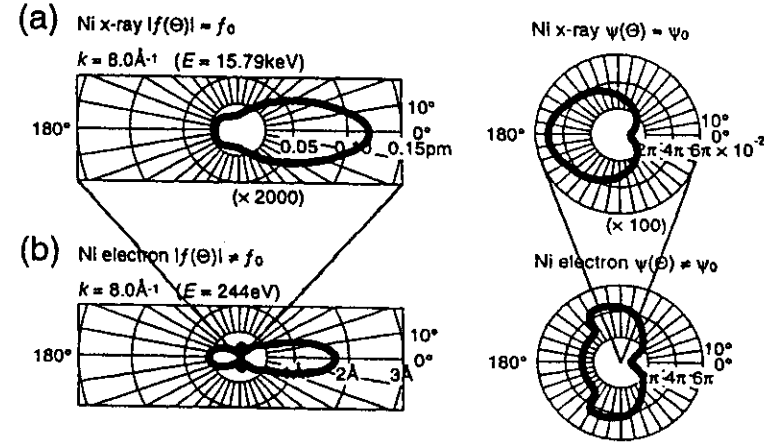 (a) Ni x-ray |f(Θ)| ≈ f₀
k = 8.0Å⁻¹ (E = 15.79keV)
180°
10°
0°
0.05 0.10 0.15pm
(× 2000)
Ni x-ray ψ(Θ) ≈ ψ₀
180°
10°
0°
2π 4π 6π × 10⁻²
(× 100)
(b) Ni electron |f(Θ)| ≠ f₀
k = 8.0Å⁻¹ (E = 244eV)
180°
10°
0°
2Å 3Å
Ni electron ψ(Θ) ≠ ψ₀
180°
10°
0°
2π 4π 6π